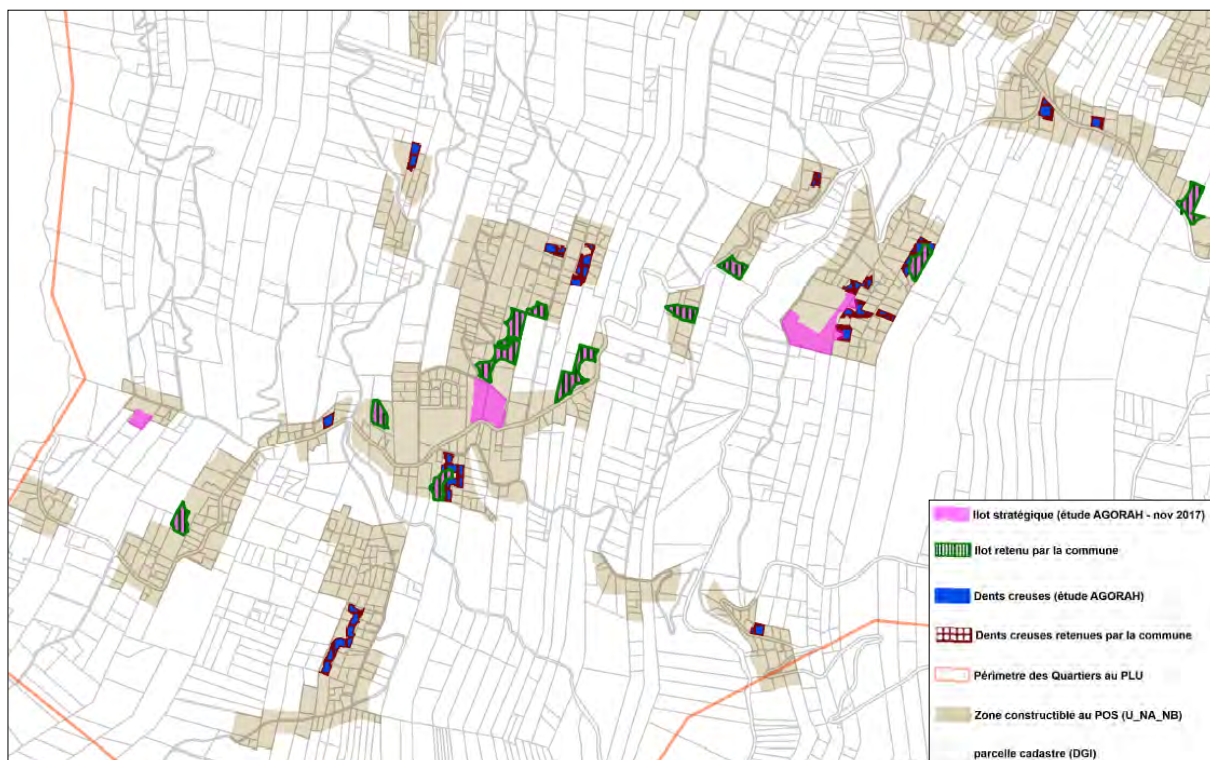 Ilot stratégique (étude AGORAH - nov 2017)
Ilot retenu par la commune
Dents creuses (étude AGORAH)
Dents creuses retenues par la commune
Périmetre des Quartiers au PLU
Zone constructible au POS (U_NA_NB)
parcelle cadastre (DGI)